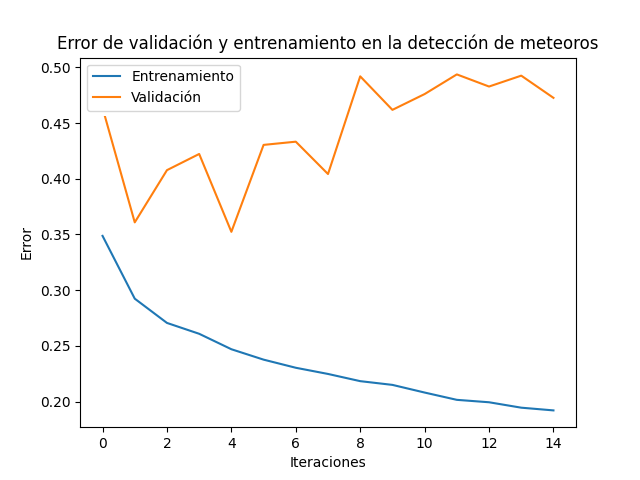 Error de validación y entrenamiento en la detección de meteoros
Entrenamiento
Validación
0.50
0.45
0.40
0.35
0.30
0.25
0.20
Error
0 2 4 6 8 10 12 14
Iteraciones